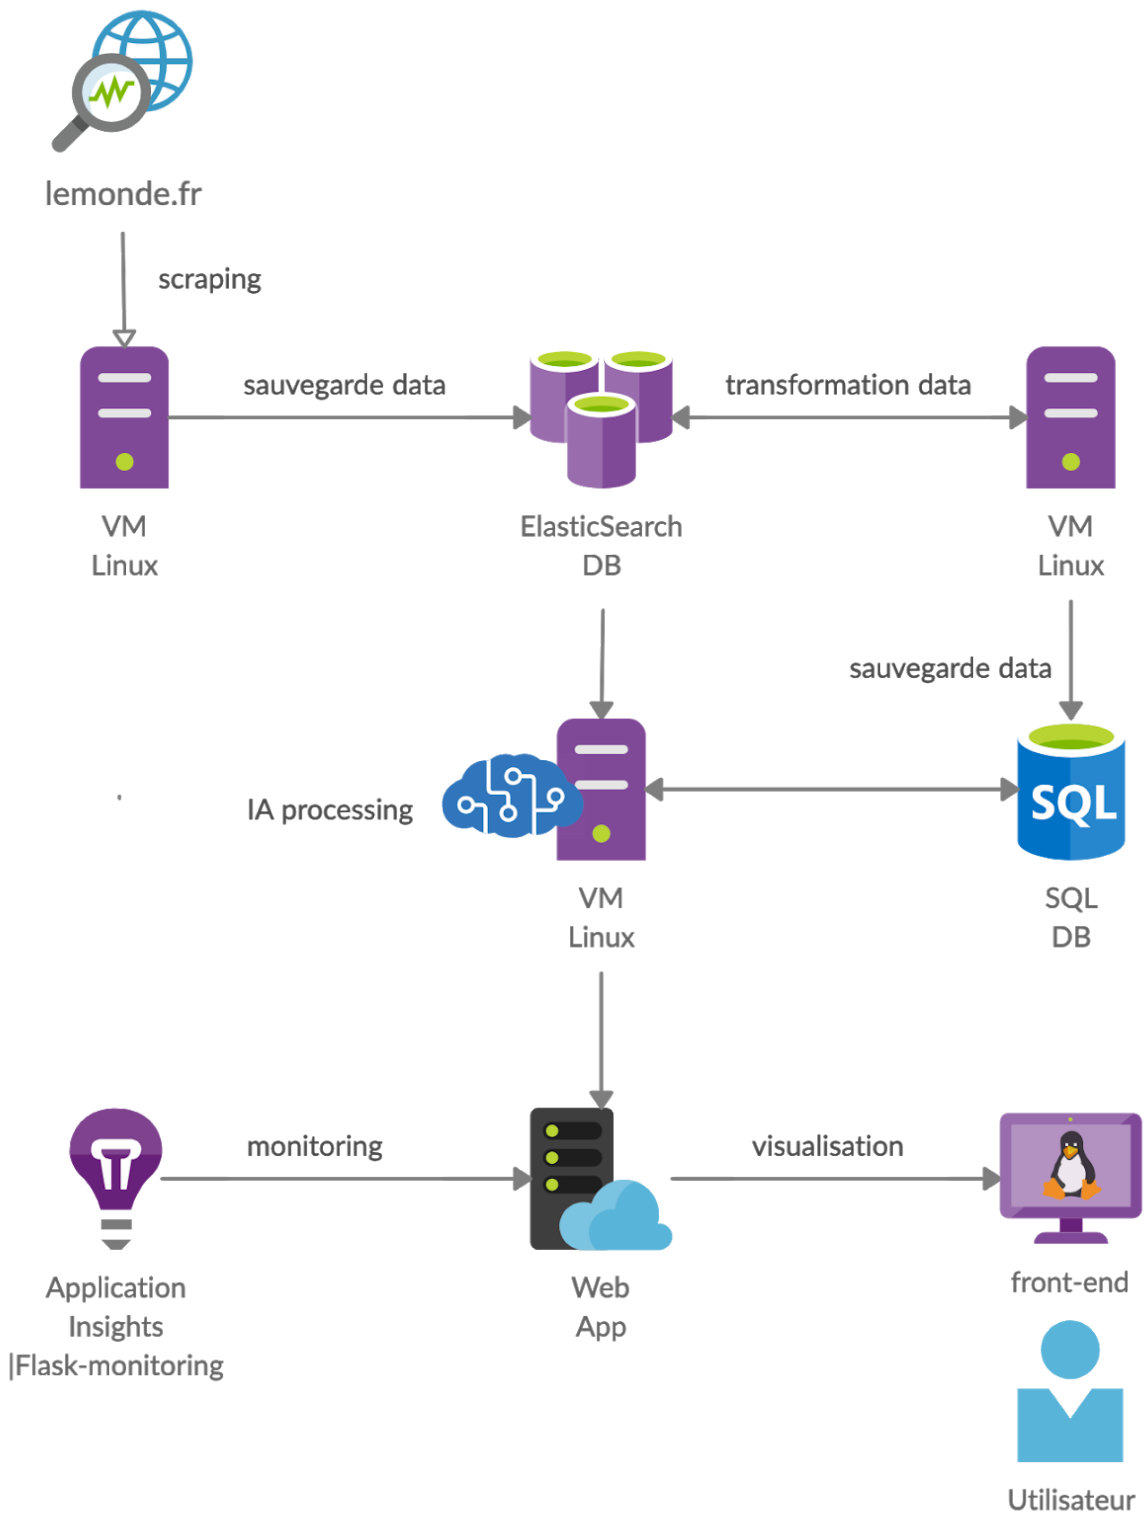 lemonde.fr
scraping
sauvegarde data
transformation data
VM
Linux
ElasticSearch
DB
VM
Linux
sauvegarde data
IA processing
SQL
VM
Linux
SQL
DB
monitoring
visualisation
Application
Insights
|Flask-monitoring
Web
App
front-end
Utilisateur